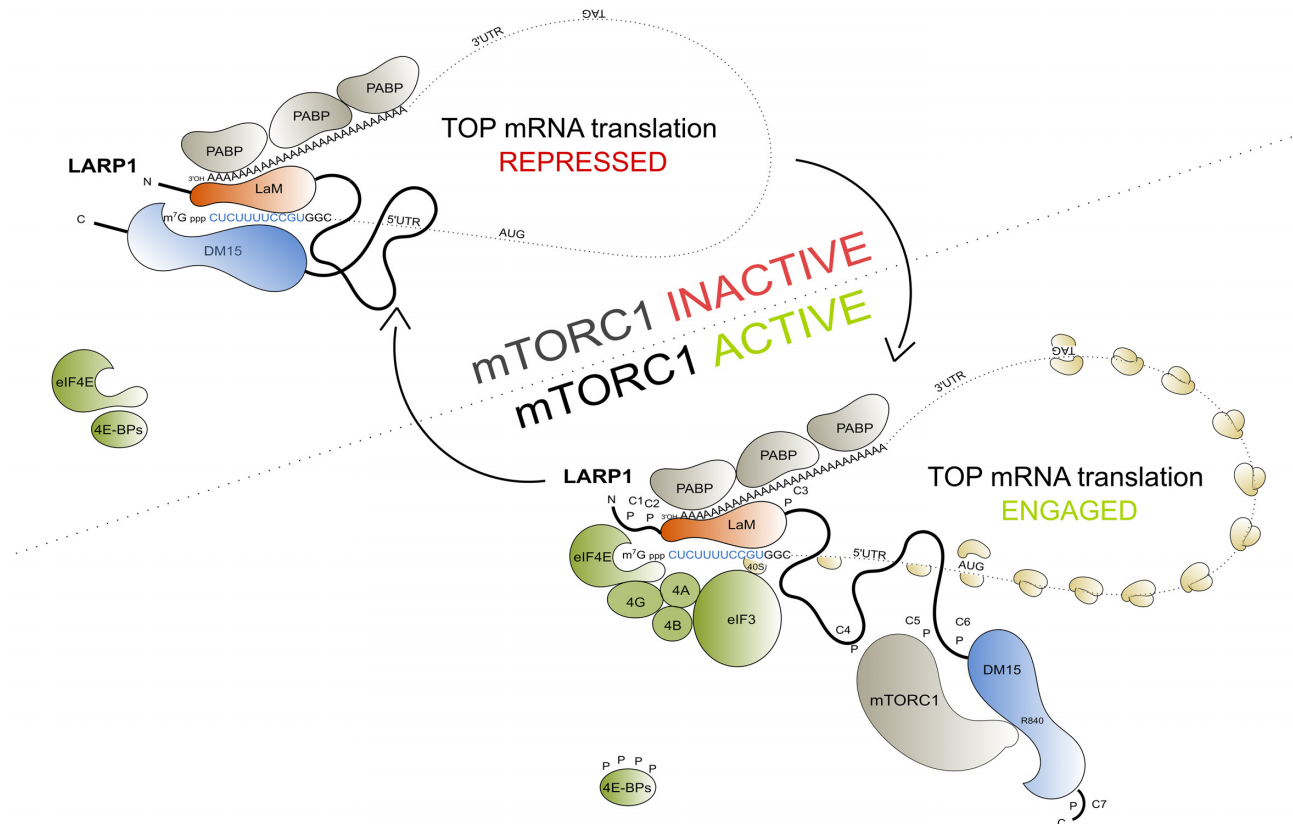 TAG
3'UTR
PABP
PABP
PABP
TOP mRNA translation
REPRESSED
LARP1
N
3'OH AAAAAAAAAAAAAAAAAAAAAAAAA
LaM
C
m⁷G ppp CUCUUUUCCGUGGC
5'UTR
AUG
DM15
mTORC1 INACTIVE
mTORC1 ACTIVE
eIF4E
4E-BPs
TAG
3'UTR
PABP
PABP
PABP
TOP mRNA translation
ENGAGED
LARP1
N
C1
C2
P
P
3'OH AAAAAAAAAAAAAAAAAAAAAAAAA
C3
P
LaM
eIF4E
m⁷G ppp CUCUUUUCCGUGGC
5'UTR
40S
AUG
4G
4A
4B
eIF3
C4
P
C5
P
C6
P
DM15
mTORC1
R840
P P P P
4E-BPs
P
C7
C